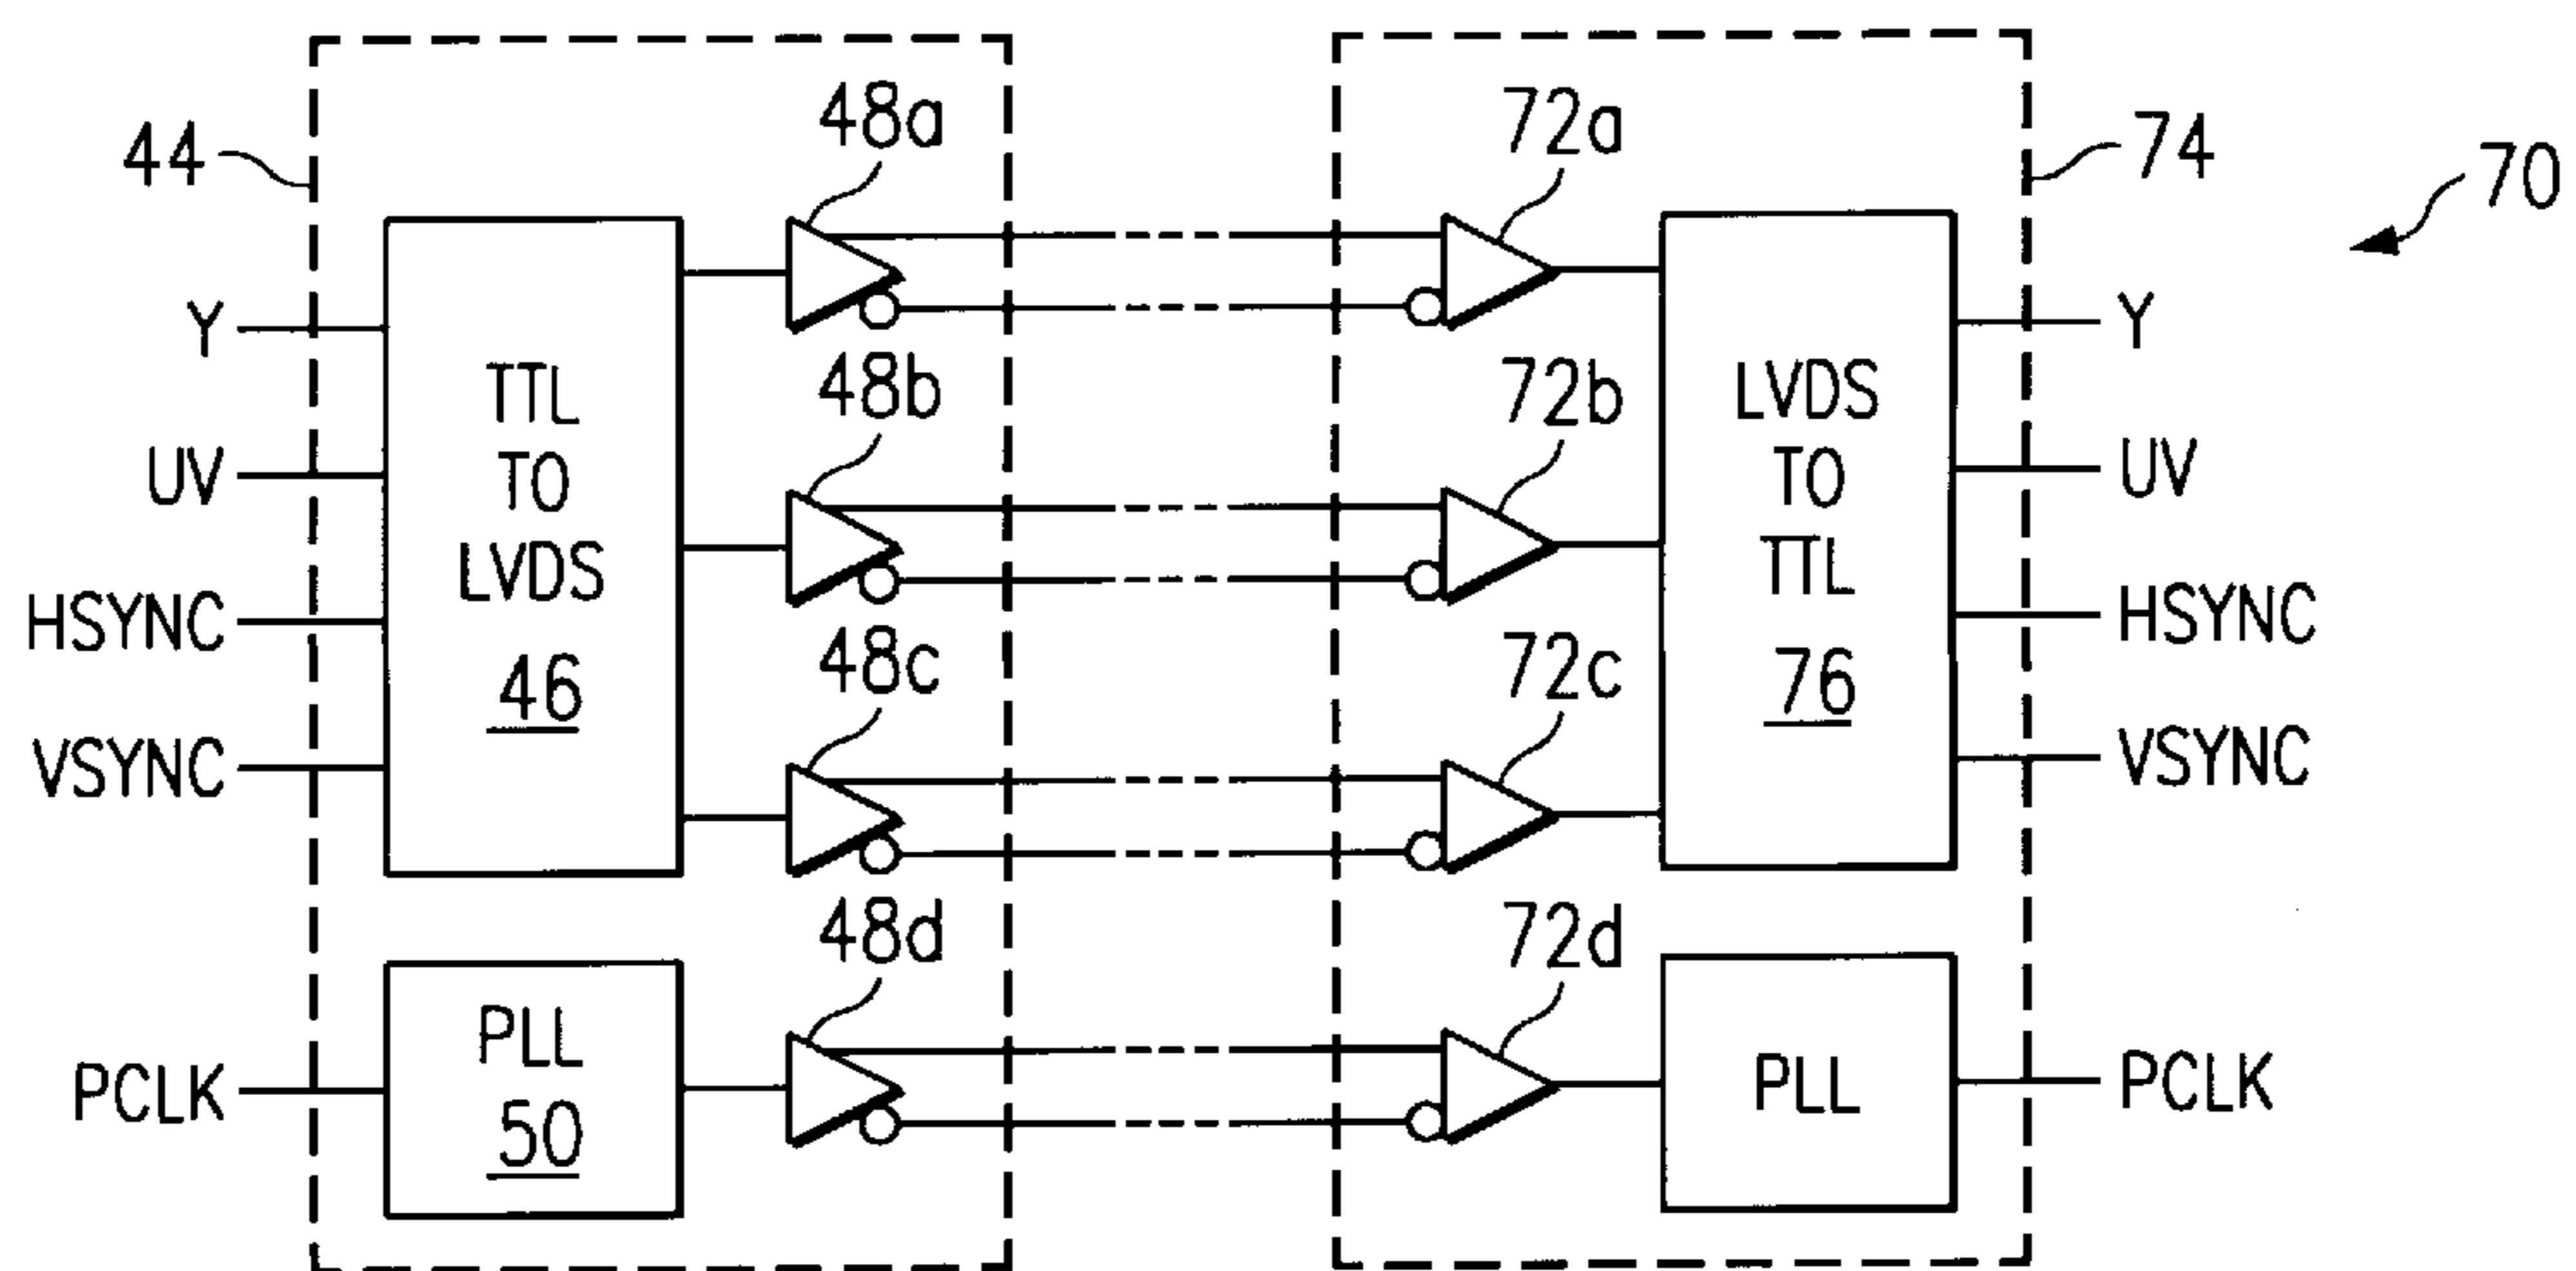 44
48a
72a
74
70
Y
UV
HSYNC
VSYNC
TTL
TO
LVDS
46
48b
48c
72b
72c
LVDS
TO
TTL
76
Y
UV
HSYNC
VSYNC
PCLK
PLL
50
48d
72d
PLL
PCLK